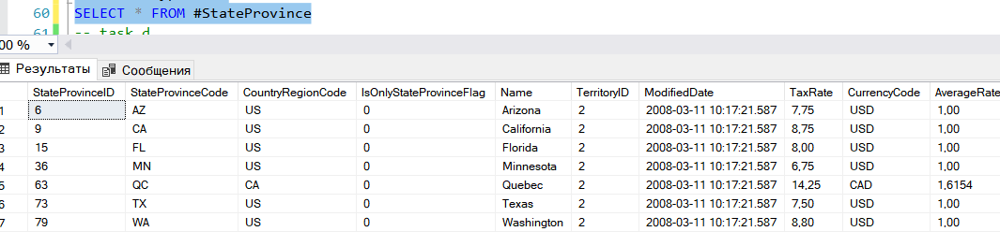 60 SELECT * FROM #StateProvince
61 -- task d
00 %
Результаты Сообщения
StateProvinceID StateProvinceCode CountryRegionCode IsOnlyStateProvinceFlag Name TerritoryID ModifiedDate TaxRate CurrencyCode AverageRate
1 6 AZ US 0 Arizona 2 2008-03-11 10:17:21.587 7,75 USD 1,00
2 9 CA US 0 California 2 2008-03-11 10:17:21.587 8,75 USD 1,00
3 15 FL US 0 Florida 2 2008-03-11 10:17:21.587 8,00 USD 1,00
4 36 MN US 0 Minnesota 2 2008-03-11 10:17:21.587 6,75 USD 1,00
5 63 QC CA 0 Quebec 2 2008-03-11 10:17:21.587 14,25 CAD 1,6154
6 73 TX US 0 Texas 2 2008-03-11 10:17:21.587 7,50 USD 1,00
7 79 WA US 0 Washington 2 2008-03-11 10:17:21.587 8,80 USD 1,00